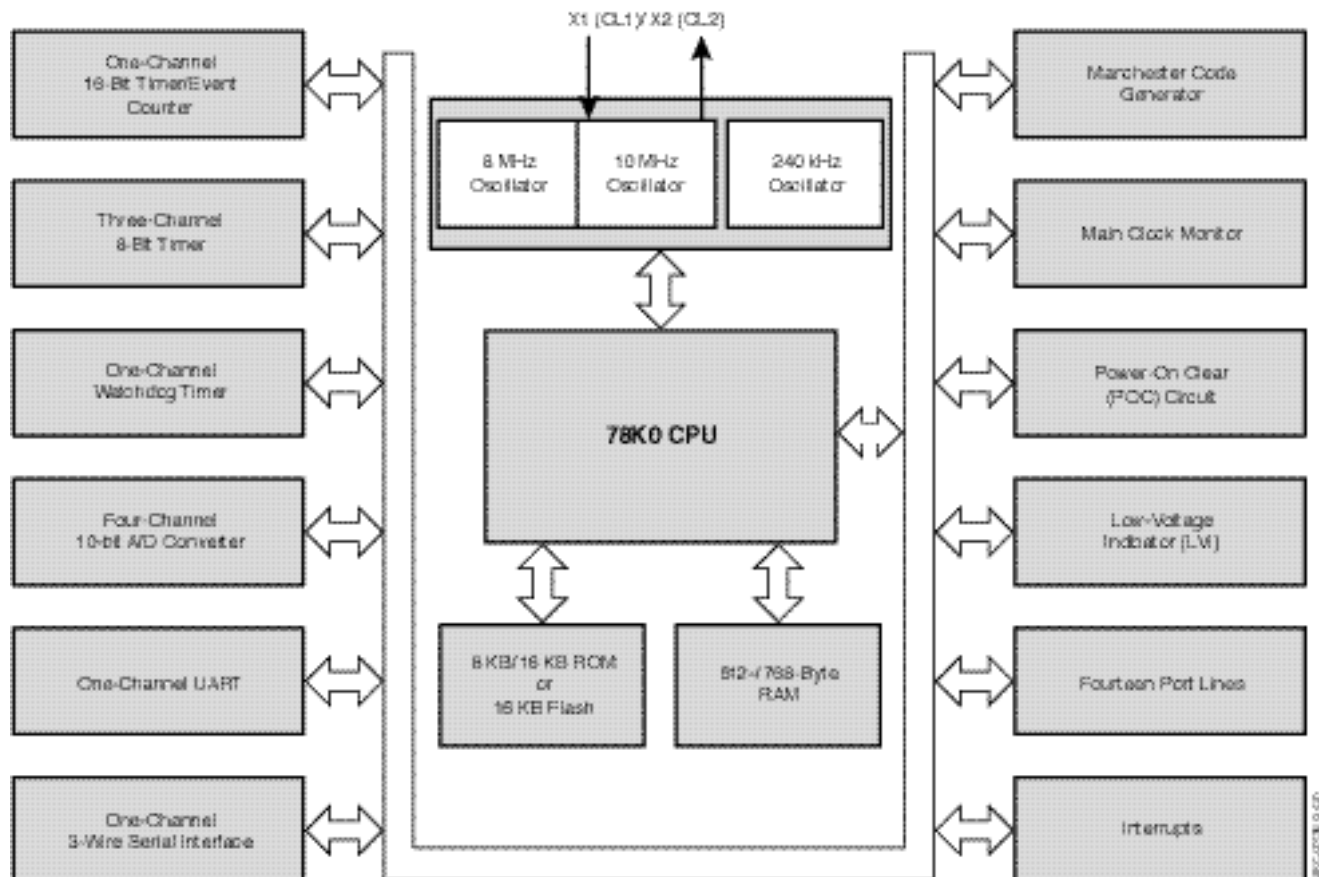 X1 (CL1)/ X2 (CL2)
One-Channel
16-Bit Timer/Event
Counter
Three-Channel
8-Bit Timer
One-Channel
Watchdog Timer
Four-Channel
10-bit A/D Converter
One-Channel UART
One-Channel
3-Wire Serial Interface
8 MHz
Oscillator
10 MHz
Oscillator
240 kHz
Oscillator
78K0 CPU
8 KB/16 KB ROM
or
16 KB Flash
512-/768-Byte
RAM
Manchester Code
Generator
Main Clock Monitor
Power-On Clear
(POC) Circuit
Low-Voltage
Indicator (LVI)
Fourteen Port Lines
Interrupts